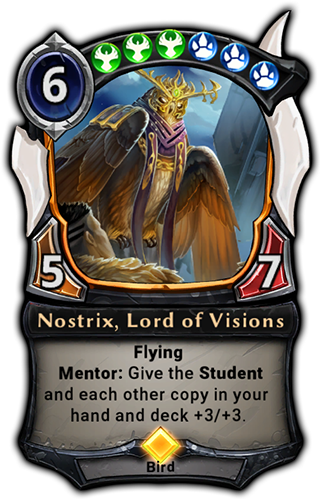 6
5
7
Nostrix, Lord of Visions
Flying
Mentor: Give the Student
and each other copy in your
hand and deck +3/+3.
Bird